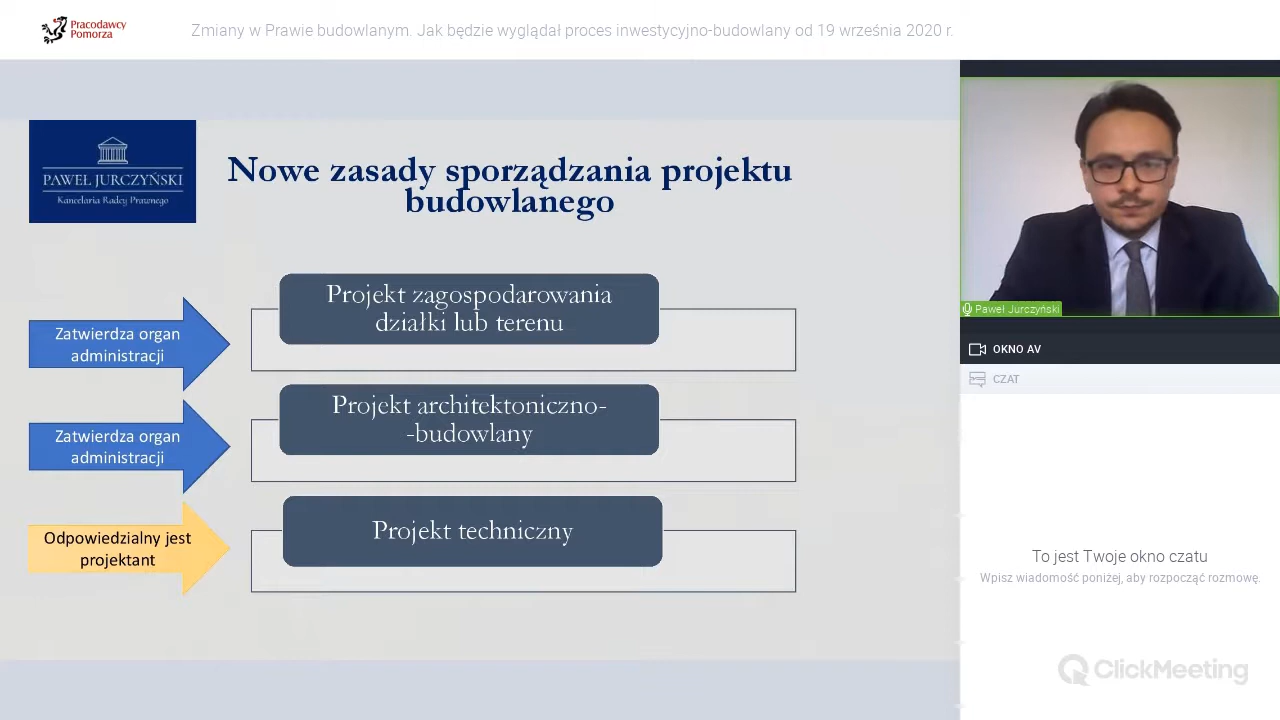 Pracodawcy
Pomorza
Zmiany w Prawie budowlanym. Jak będzie wyglądał proces inwestycyjno-budowlany od 19 września 2020 r.
PAWEŁ JURCZYŃSKI
Kancelaria Radcy Prawnego
Nowe zasady sporządzania projektu
budowlanego
Zatwierdza organ
administracji
Projekt zagospodarowania
działki lub terenu
Zatwierdza organ
administracji
Projekt architektoniczno-
-budowlany
Odpowiedzialny jest
projektant
Projekt techniczny
Paweł Jurczyński
OKNO AV
CZAT
To jest Twoje okno czatu
Wpisz wiadomość poniżej, aby rozpocząć rozmowę.
ClickMeeting